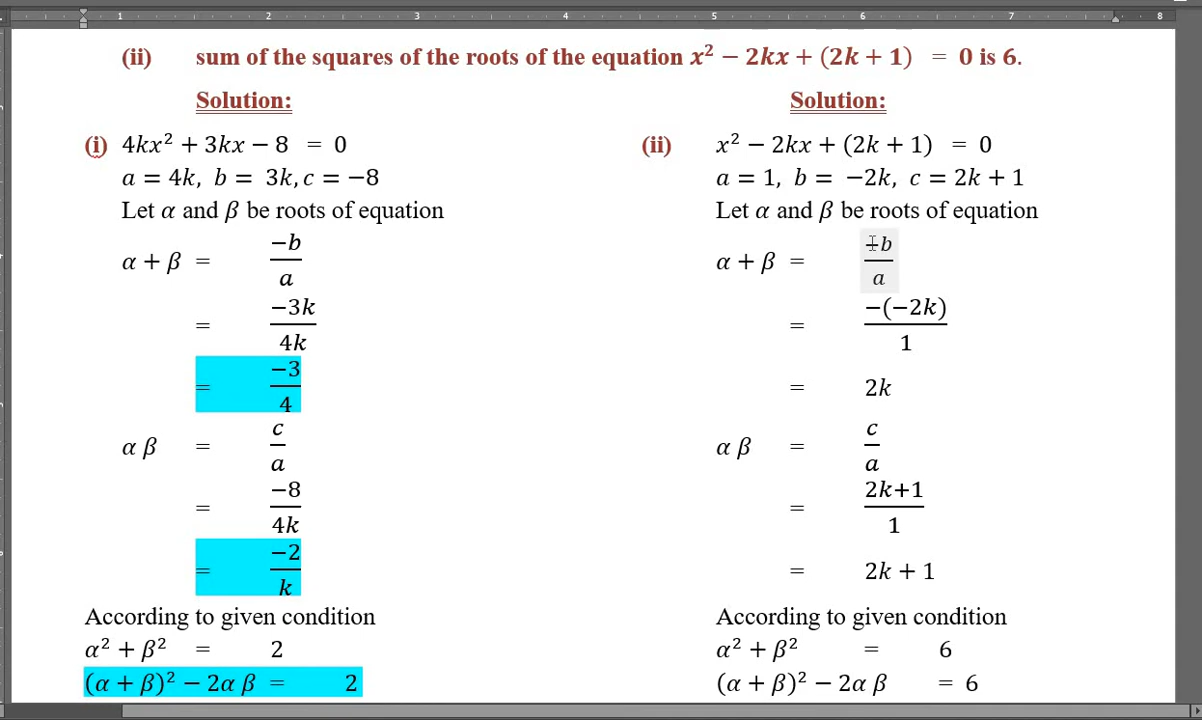 1 2 3 4 5 6 7 8
(ii) sum of the squares of the roots of the equation x² − 2kx + (2k + 1) = 0 is 6.
Solution:
(i) 4kx² + 3kx − 8 = 0
a = 4k, b = 3k, c = −8
Let α and β be roots of equation
α + β = −b/a
= −3k/4k
= −3/4
α β = c/a
= −8/4k
= −2/k
According to given condition
α² + β² = 2
(α + β)² − 2α β = 2
Solution:
(ii) x² − 2kx + (2k + 1) = 0
a = 1, b = −2k, c = 2k + 1
Let α and β be roots of equation
α + β = −b/a
= −(−2k)/1
= 2k
α β = c/a
= 2k+1/1
= 2k + 1
According to given condition
α² + β² = 6
(α + β)² − 2α β = 6